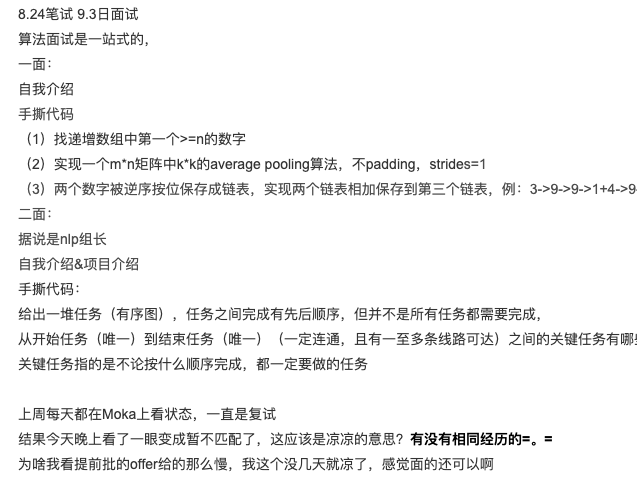 8.24笔试 9.3日面试
算法面试是一站式的，
一面：
自我介绍
手撕代码
（1）找递增数组中第一个>=n的数字
（2）实现一个m*n矩阵中k*k的average pooling算法，不padding，strides=1
（3）两个数字被逆序按位保存成链表，实现两个链表相加保存到第三个链表，例：3->9->9->1+4->9-
二面：
据说是nlp组长
自我介绍&项目介绍
手撕代码：
给出一堆任务（有序图），任务之间完成有先后顺序，但并不是所有任务都需要完成，
从开始任务（唯一）到结束任务（唯一）（一定连通，且有一至多条线路可达）之间的关键任务有哪
关键任务指的是不论按什么顺序完成，都一定要做的任务
上周每天都在Moka上看状态，一直是复试
结果今天晚上看了一眼变成暂不匹配了，这应该是凉凉的意思？有没有相同经历的=。=
为啥我看提前批的offer给的那么慢，我这个没几天就凉了，感觉面的还可以啊